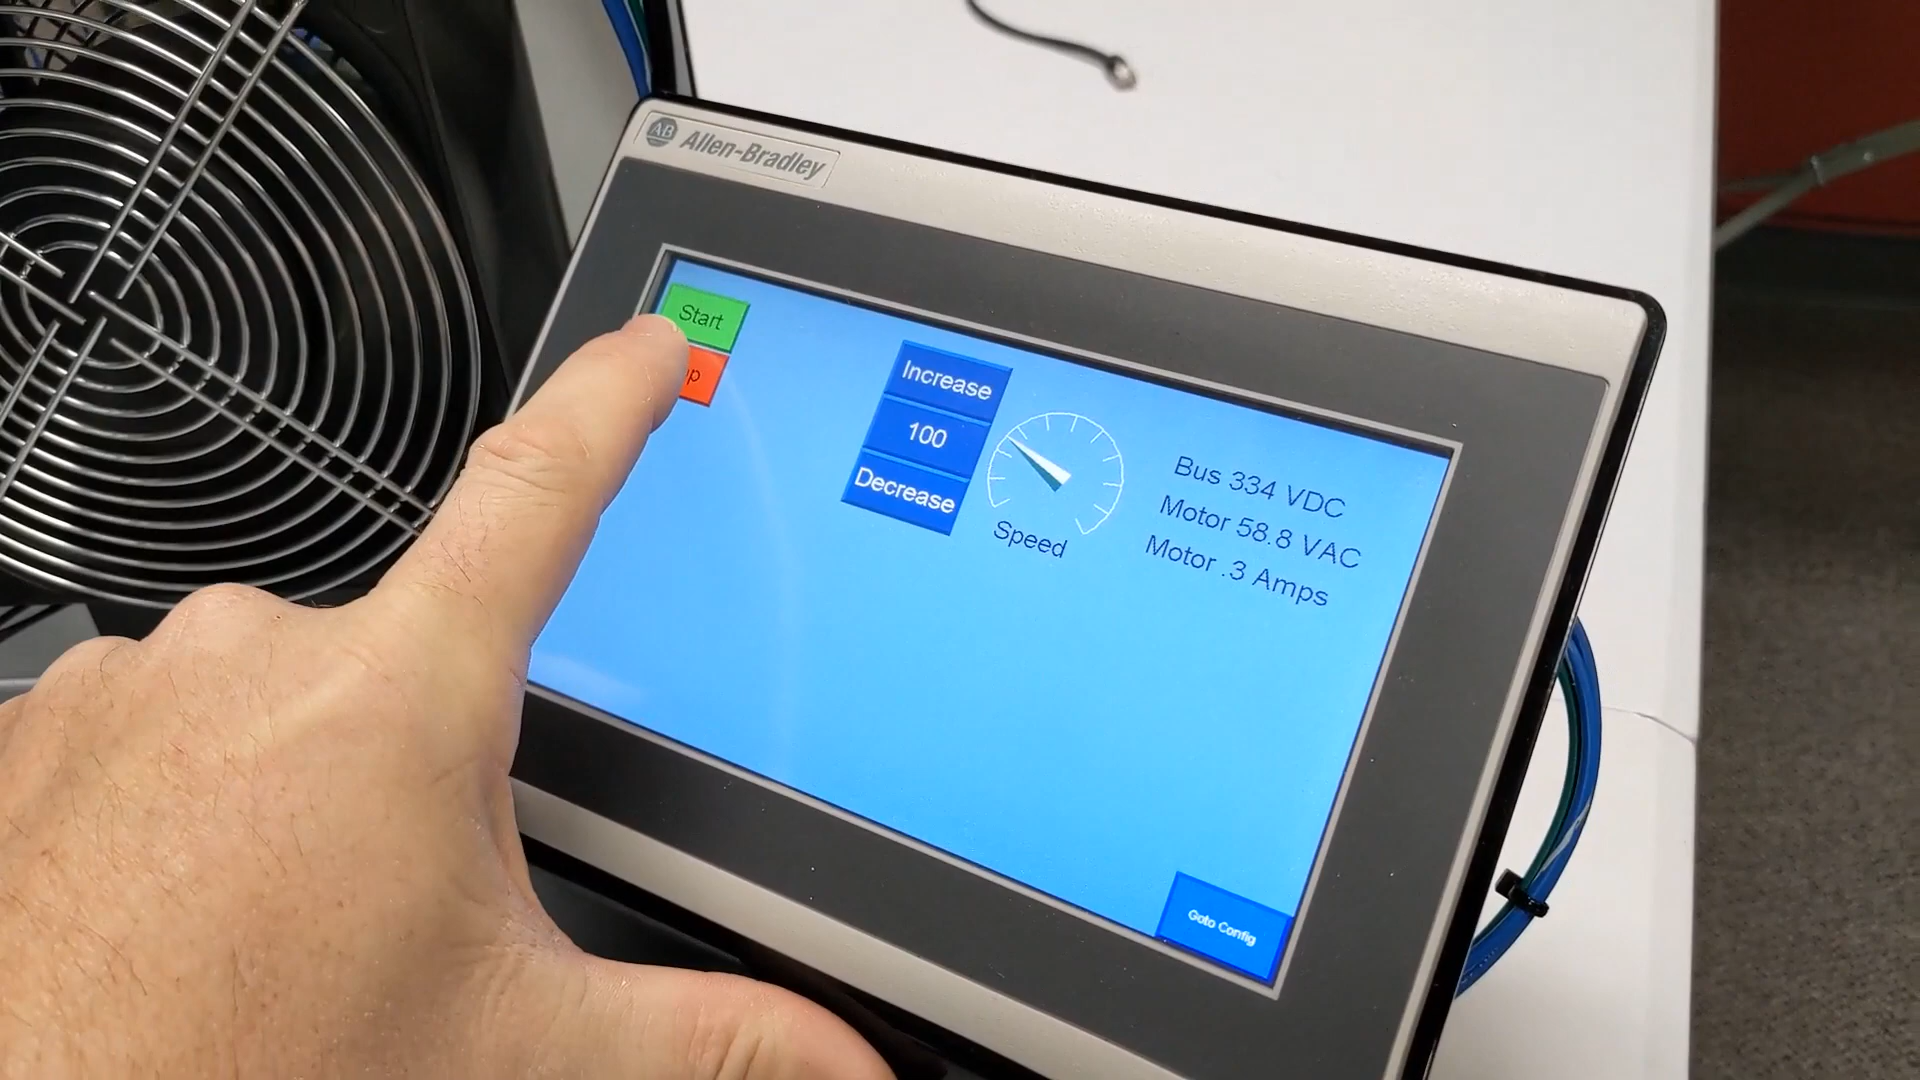 AB Allen-Bradley
Start
Increase
100
Decrease
Speed
Bus 334 VDC
Motor 58.8 VAC
Motor .3 Amps
Goto Config